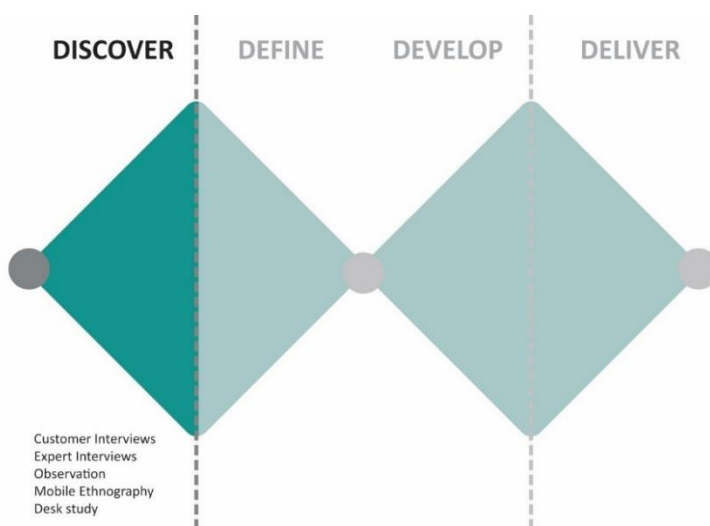 DISCOVER
DEFINE
DEVELOP
DELIVER
Customer Interviews
Expert Interviews
Observation
Mobile Ethnography
Desk study